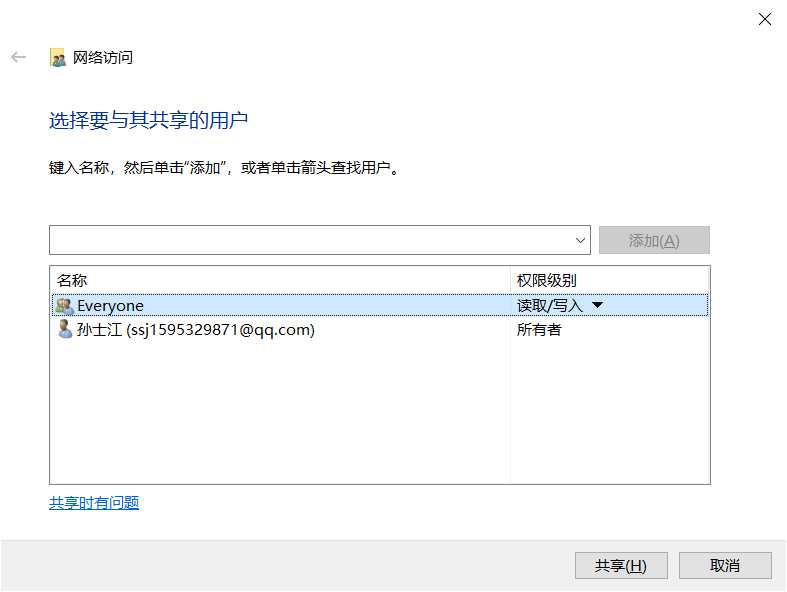 网络访问
选择要与其共享的用户
键入名称，然后单击“添加”，或者单击箭头查找用户。
添加(A)
名称 权限级别
Everyone 读取/写入
孙士江 (ssj1595329871@qq.com) 所有者
共享时有问题
共享(H) 取消